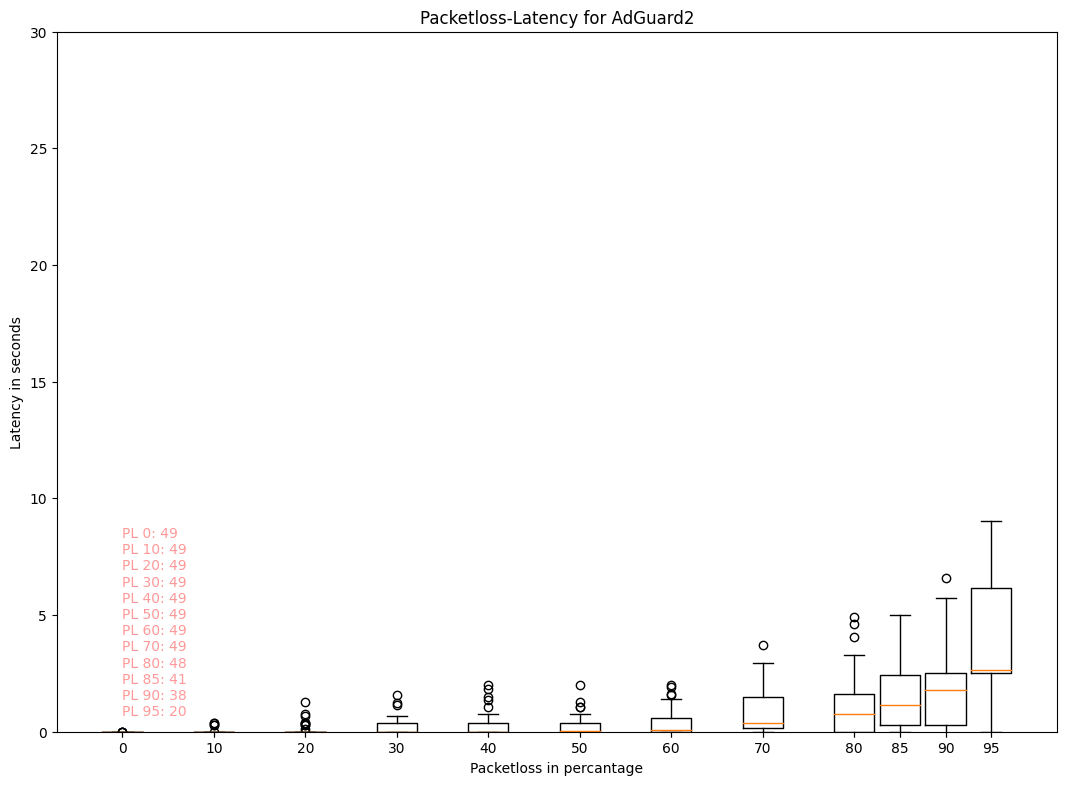 Packetloss-Latency for AdGuard2
30
25
20
15
10
5
0
Latency in seconds
PL 0: 49
PL 10: 49
PL 20: 49
PL 30: 49
PL 40: 49
PL 50: 49
PL 60: 49
PL 70: 49
PL 80: 48
PL 85: 41
PL 90: 38
PL 95: 20
0 10 20 30 40 50 60 70 80 85 90 95
Packetloss in percantage